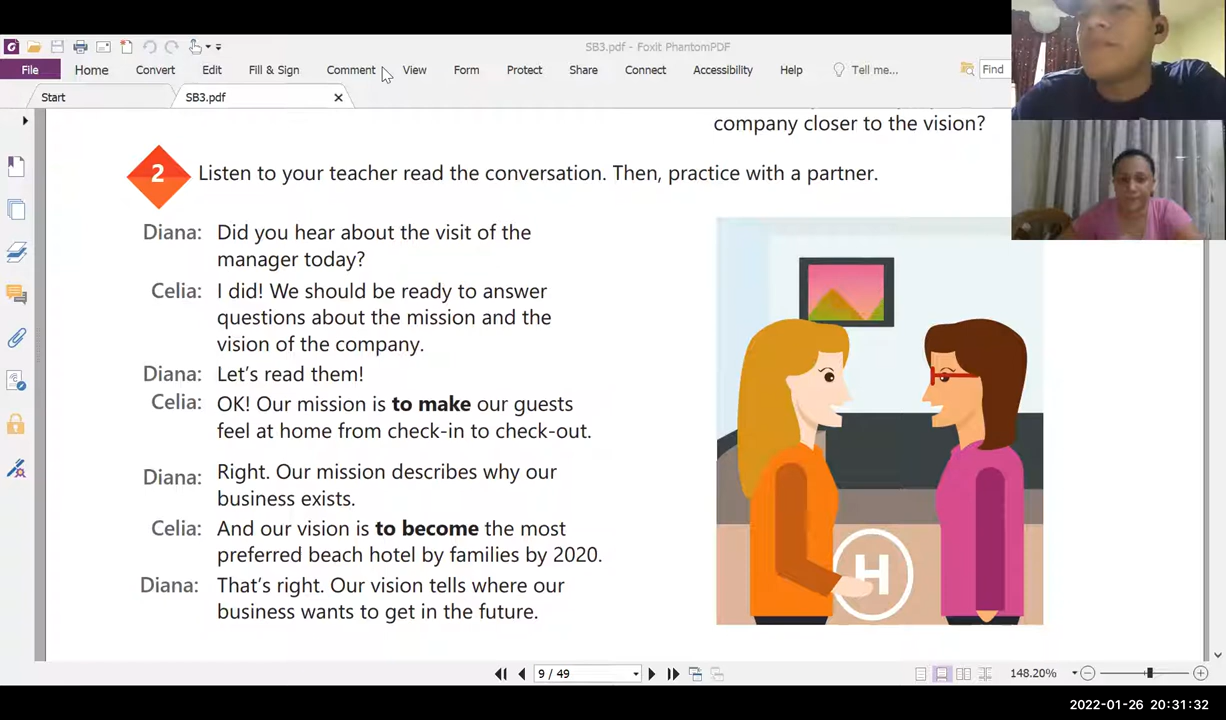 SB3.pdf - Foxit PhantomPDF
File Home Convert Edit Fill & Sign Comment View Form Protect Share Connect Accessibility Help Tell me... Find
Start SB3.pdf
company closer to the vision?
2 Listen to your teacher read the conversation. Then, practice with a partner.
Diana: Did you hear about the visit of the
manager today?
Celia: I did! We should be ready to answer
questions about the mission and the
vision of the company.
Diana: Let's read them!
Celia: OK! Our mission is to make our guests
feel at home from check-in to check-out.
Diana: Right. Our mission describes why our
business exists.
Celia: And our vision is to become the most
preferred beach hotel by families by 2020.
Diana: That's right. Our vision tells where our
business wants to get in the future.
H
9 / 49 148.20%
2022-01-26 20:31:32